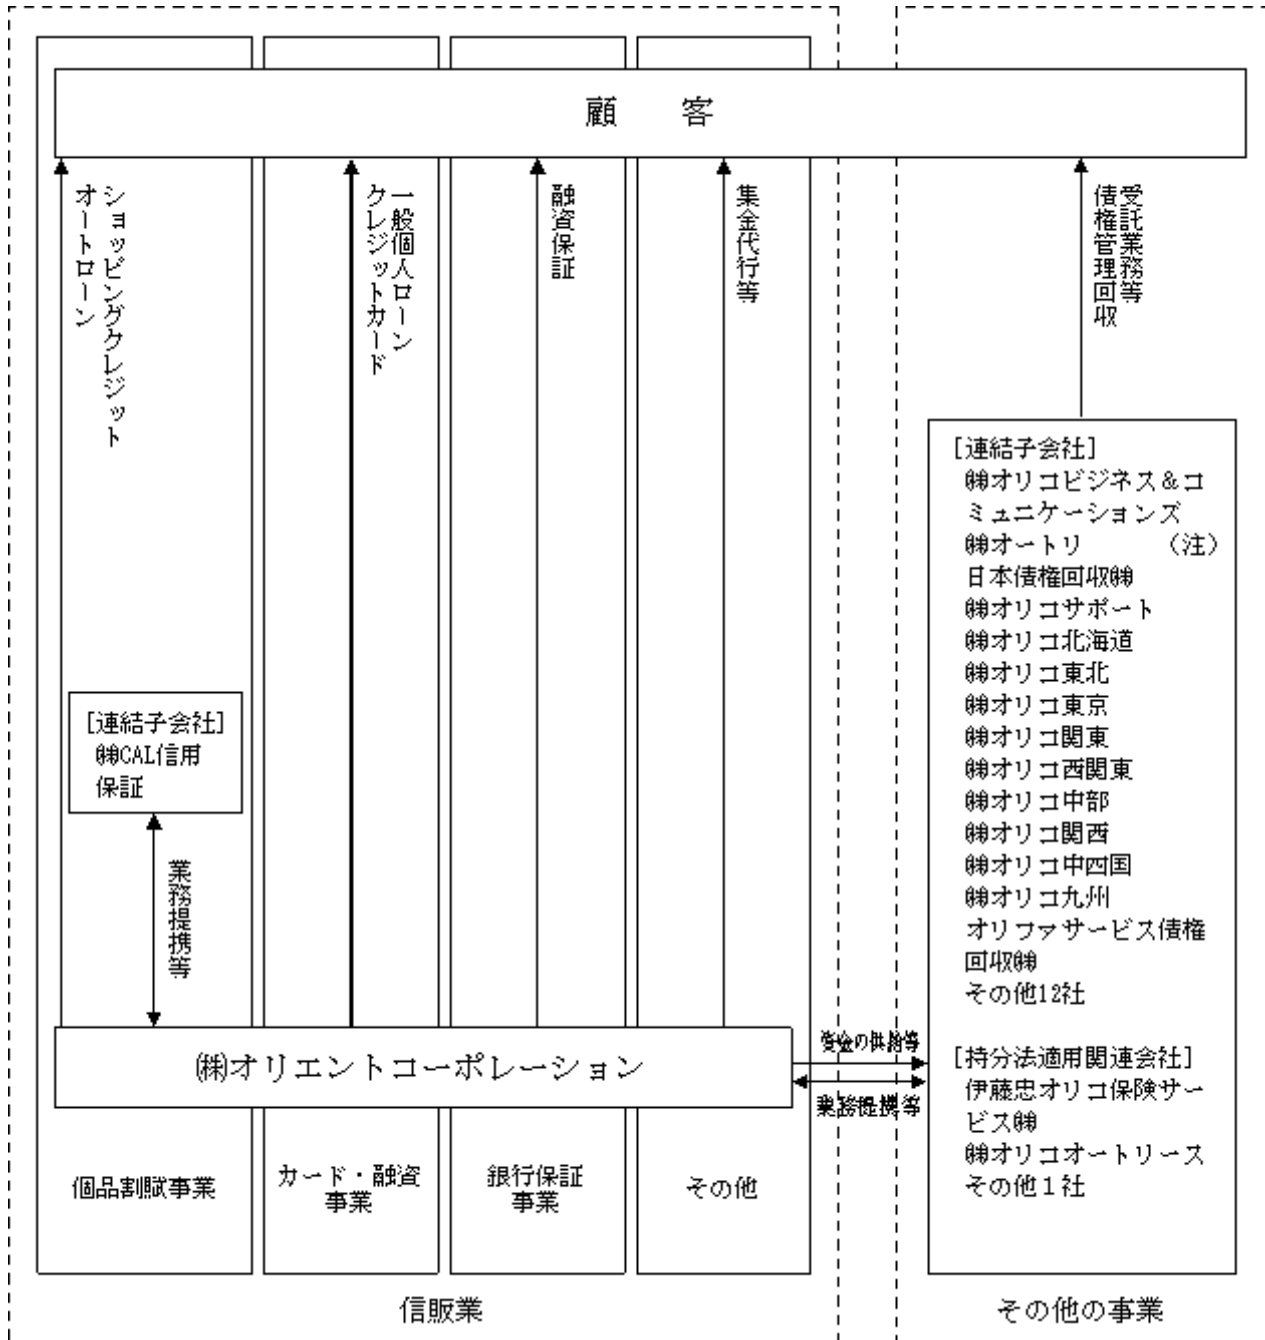 顧　客
ショッピングクレジット
オートローン
一般個人ローン
クレジットカード
融資保証
集金代行等
受託業務等
債権管理回収
[連結子会社]
㈱CAL信用
保証
業務提携等
㈱オリエントコーポレーション
資金の供給等
業務提携等
[連結子会社]
㈱オリコビジネス＆コ
ミュニケーションズ
㈱オートリ　（注）
日本債権回収㈱
㈱オリコサポート
㈱オリコ北海道
㈱オリコ東北
㈱オリコ東京
㈱オリコ関東
㈱オリコ西関東
㈱オリコ中部
㈱オリコ関西
㈱オリコ中四国
㈱オリコ九州
オリファサービス債権
回収㈱
その他12社
[持分法適用関連会社]
伊藤忠オリコ保険サー
ビス㈱
㈱オリコオートリース
その他１社
個品割賦事業
カード・融資
事業
銀行保証
事業
その他
信販業
その他の事業